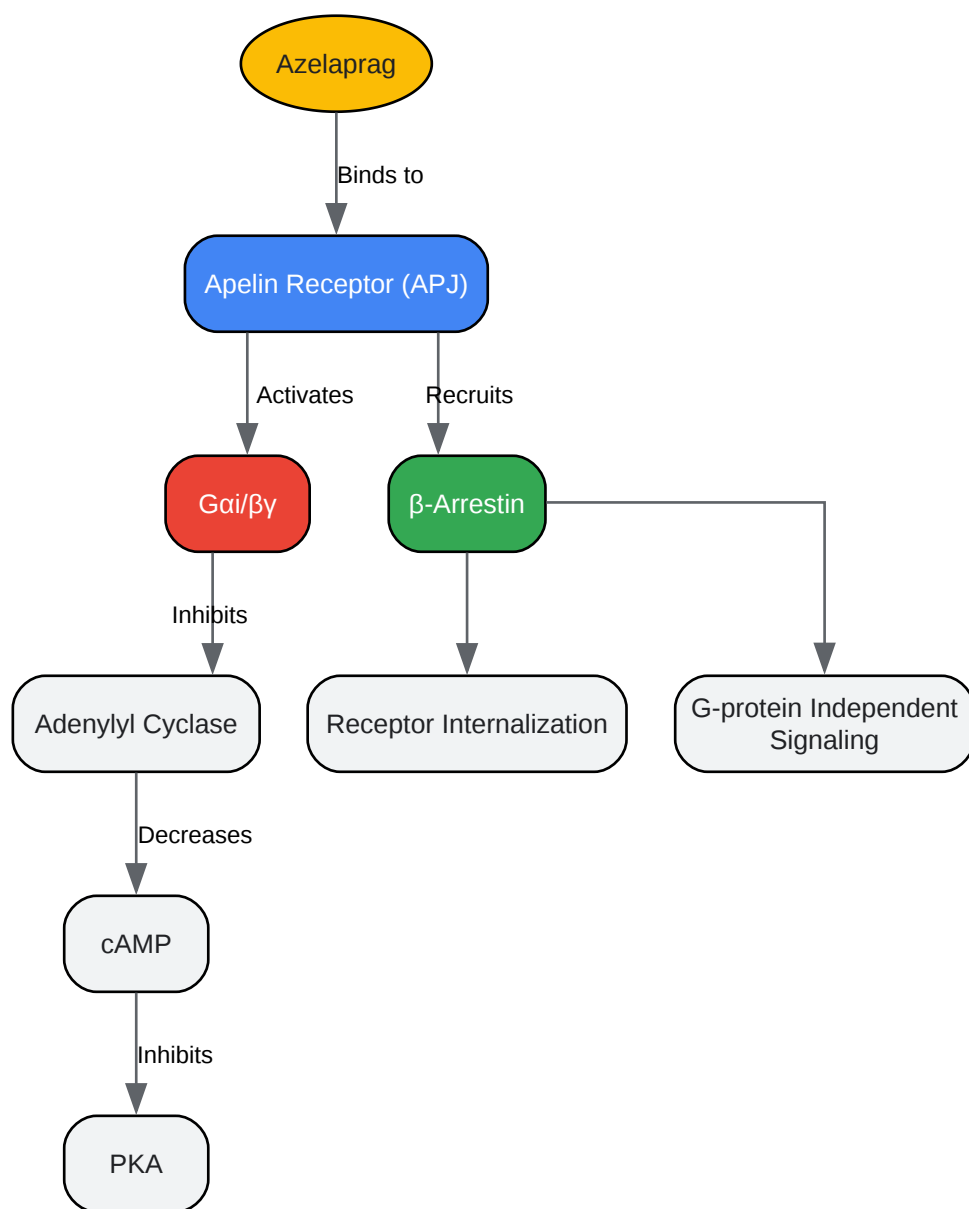 Azelaprag
Binds to
Apelin Receptor (APJ)
Activates
Recruits
Gαi/βγ
β-Arrestin
Inhibits
Adenylyl Cyclase
Receptor Internalization
G-protein Independent
Signaling
Decreases
cAMP
Inhibits
PKA